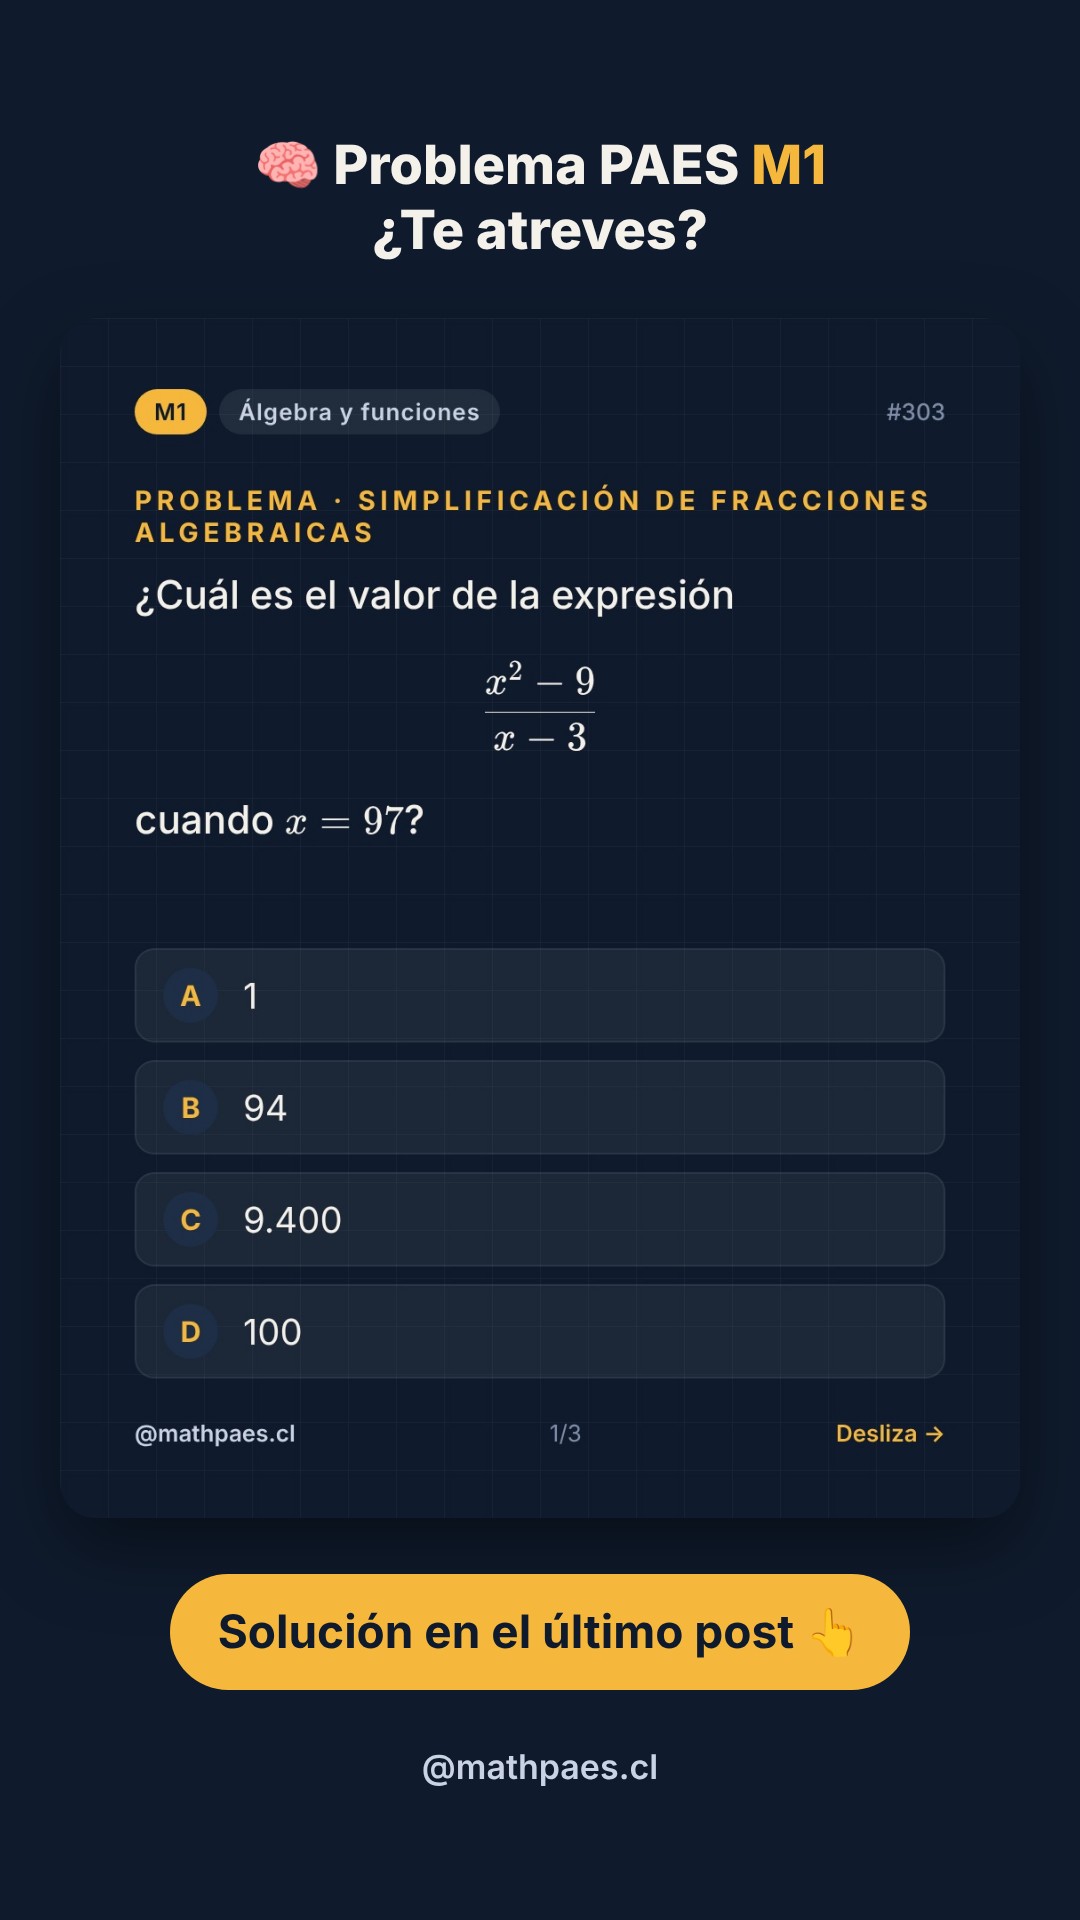 🧠 Problema PAES M1
¿Te atreves?
M1 Álgebra y funciones #303
PROBLEMA · SIMPLIFICACIÓN DE FRACCIONES
ALGEBRAICAS
¿Cuál es el valor de la expresión
x² − 9
x − 3
cuando x = 97?
A 1
B 94
C 9.400
D 100
@mathpaes.cl 1/3 Desliza →
Solución en el último post 👆
@mathpaes.cl